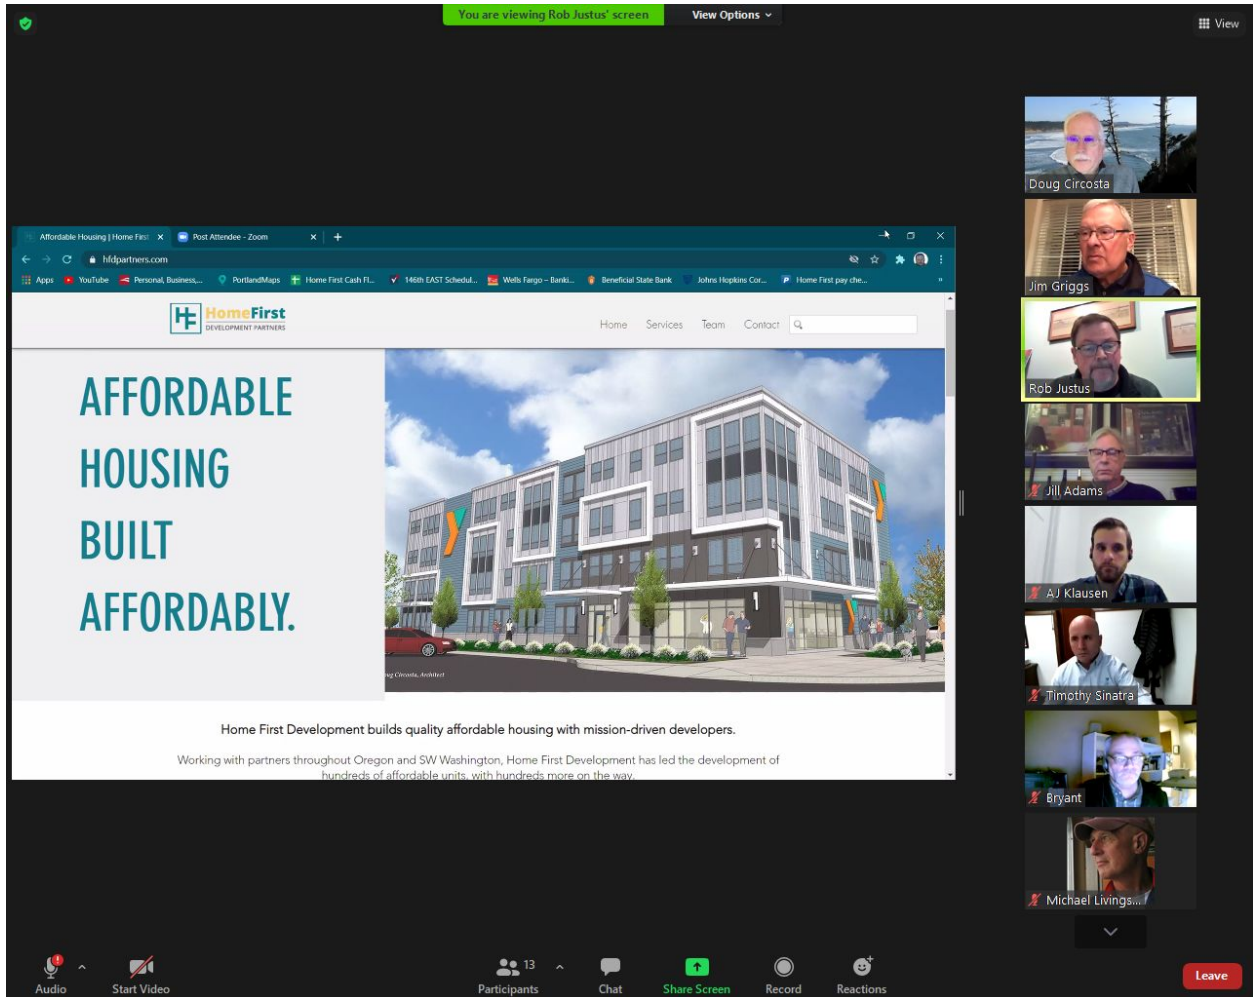 You are viewing Rob Justus' screen
View Options
View
Affordable Housing | Home First
Post Attendee - Zoom
hfdpartners.com
Apps
YouTube
Personal, Business,...
PortlandMaps
Home First Cash Fl...
146th EAST Schedul...
Wells Fargo – Banki...
Beneficial State Bank
Johns Hopkins Cor...
Home First pay che...
HF
HomeFirst
DEVELOPMENT PARTNERS
Home
Services
Team
Contact
AFFORDABLE
HOUSING
BUILT
AFFORDABLY.
Doug Circosta
Jim Griggs
Rob Justus
Jill Adams
AJ Klausen
Timothy Sinatra
Bryant
Michael Livings...
ug Circosta, Architect
Home First Development builds quality affordable housing with mission-driven developers.
Working with partners throughout Oregon and SW Washington, Home First Development has led the development of
hundreds of affordable units, with hundreds more on the way.
Audio
Start Video
13
Participants
Chat
Share Screen
Record
Reactions
Leave